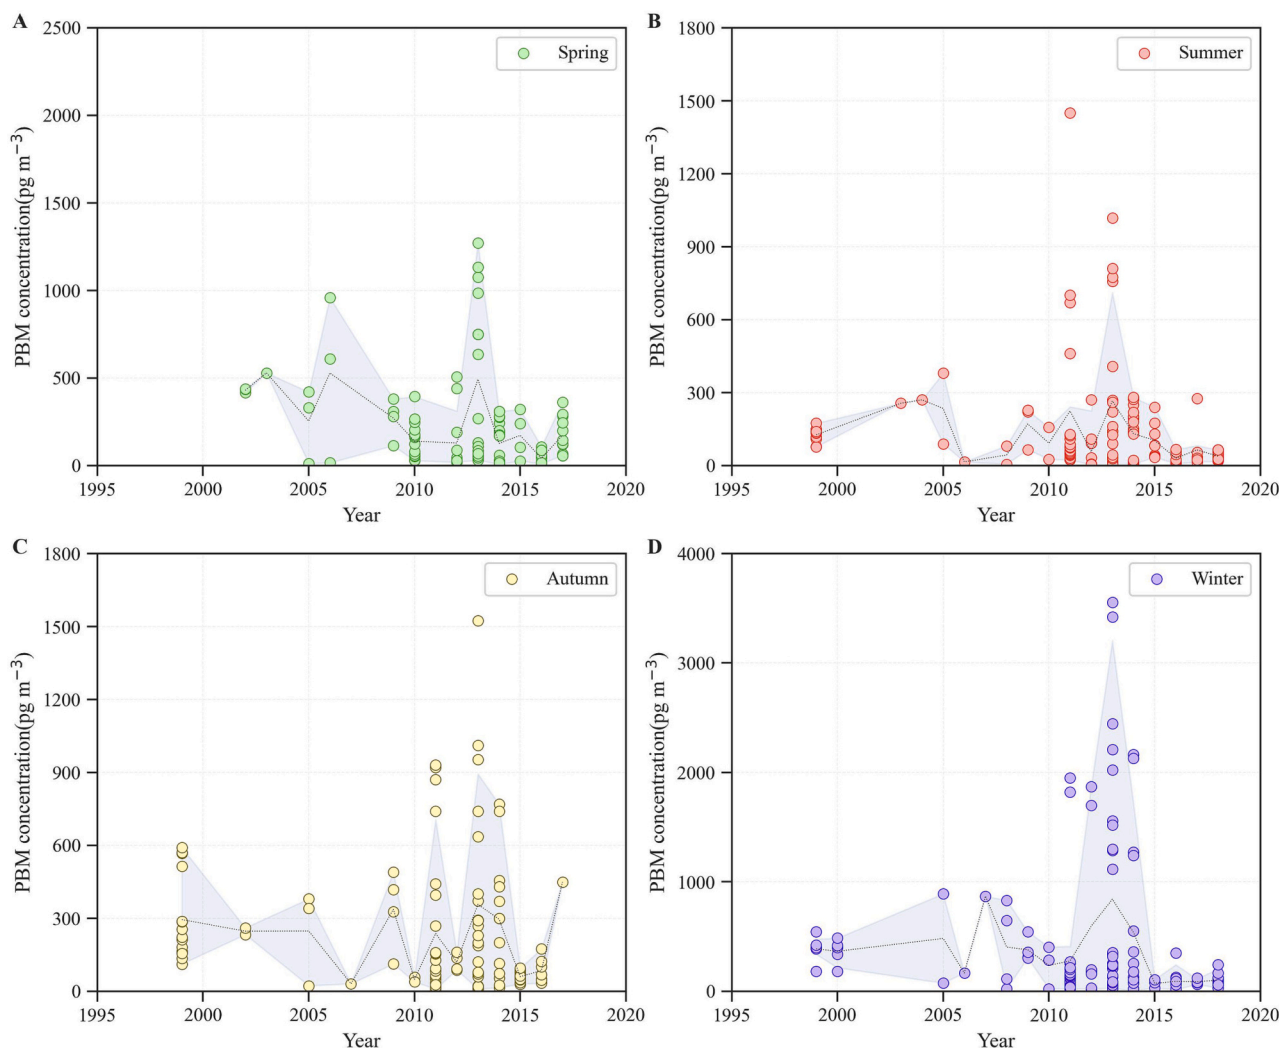 A
Spring
PBM concentration(pg m⁻³)
2500
2000
1500
1000
500
0
1995 2000 2005 2010 2015 2020
Year
B
Summer
PBM concentration(pg m⁻³)
1800
1500
1200
900
600
300
0
1995 2000 2005 2010 2015 2020
Year
C
Autumn
PBM concentration(pg m⁻³)
1800
1500
1200
900
600
300
0
1995 2000 2005 2010 2015 2020
Year
D
Winter
PBM concentration(pg m⁻³)
4000
3000
2000
1000
0
1995 2000 2005 2010 2015 2020
Year